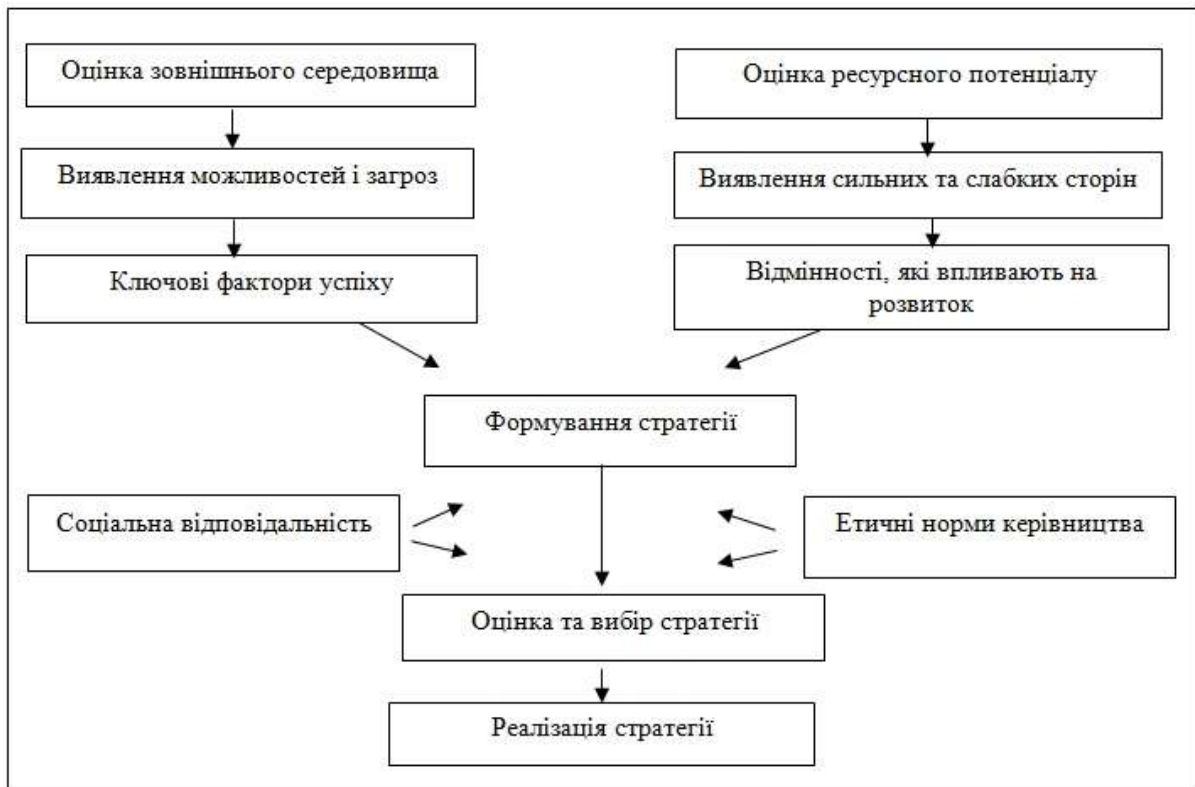 Оцінка зовнішнього середовища
Оцінка ресурсного потенціалу
Виявлення можливостей і загроз
Виявлення сильних та слабких сторін
Ключові фактори успіху
Відмінності, які впливають на
розвиток
Формування стратегії
Соціальна відповідальність
Етичні норми керівництва
Оцінка та вибір стратегії
Реалізація стратегії